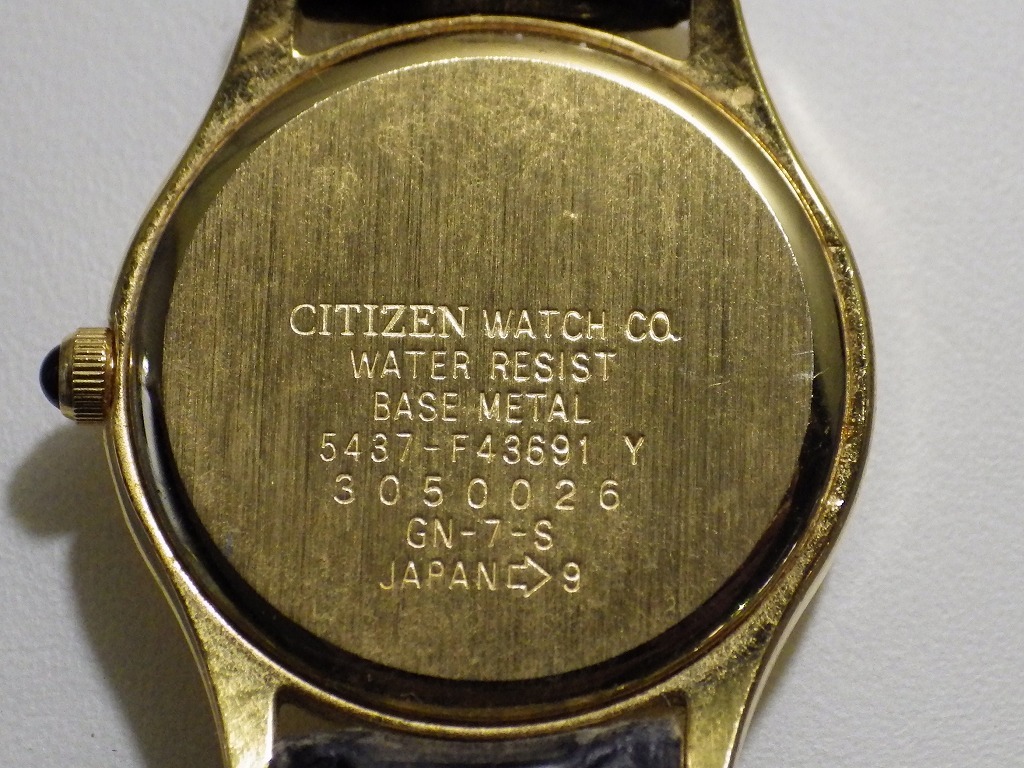 CITIZEN WATCH CO.
WATER RESIST
BASE METAL
5437-F43691 Y
3050026
GN-7-S
JAPAN⇨9